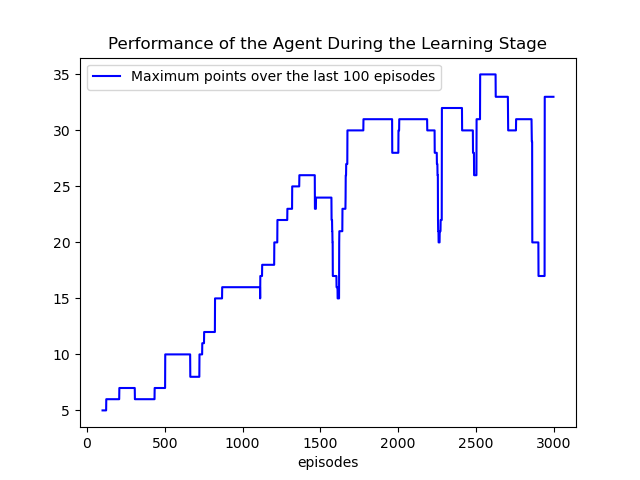 Performance of the Agent During the Learning Stage
Maximum points over the last 100 episodes
35
30
25
20
15
10
5
0 500 1000 1500 2000 2500 3000
episodes